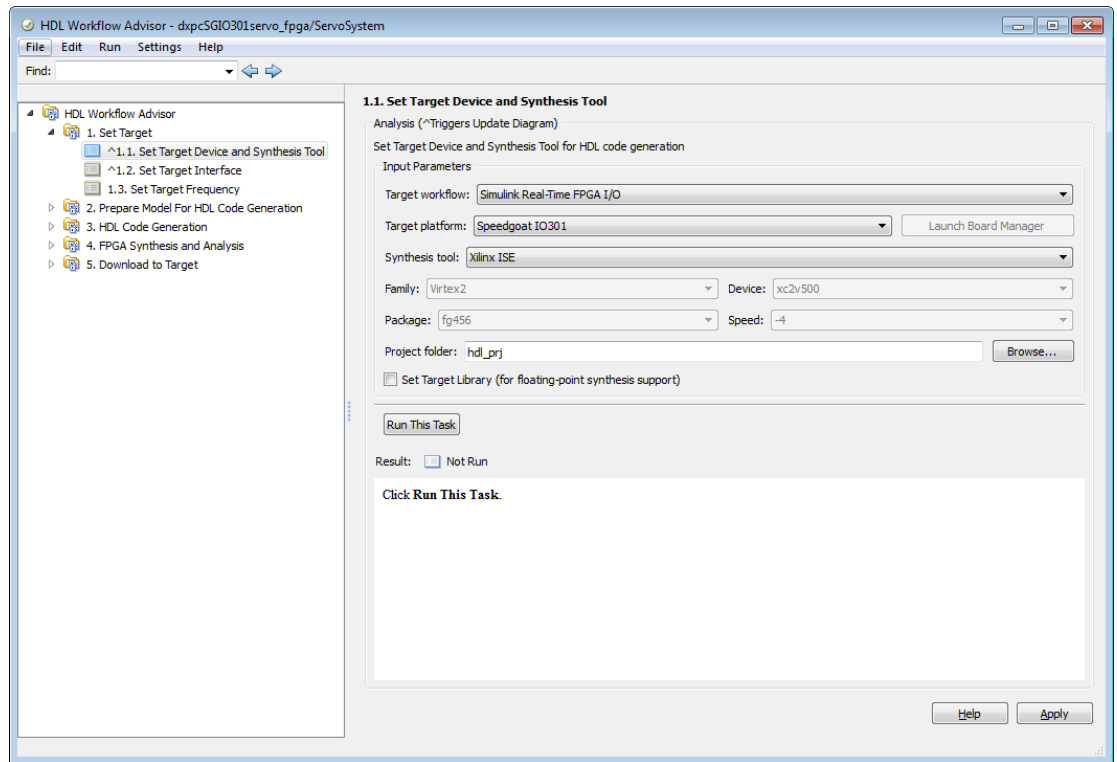 HDL Workflow Advisor - dxpcSGIO301servo_fpga/ServoSystem
File Edit Run Settings Help
Find:
HDL Workflow Advisor
1. Set Target
^1.1. Set Target Device and Synthesis Tool
^1.2. Set Target Interface
1.3. Set Target Frequency
2. Prepare Model For HDL Code Generation
3. HDL Code Generation
4. FPGA Synthesis and Analysis
5. Download to Target
1.1. Set Target Device and Synthesis Tool
Analysis (^Triggers Update Diagram)
Set Target Device and Synthesis Tool for HDL code generation
Input Parameters
Target workflow: Simulink Real-Time FPGA I/O
Target platform: Speedgoat IO301 Launch Board Manager
Synthesis tool: Xilinx ISE
Family: Virtex2 Device: xc2v500
Package: fg456 Speed: -4
Project folder: hdl_prj Browse...
Set Target Library (for floating-point synthesis support)
Run This Task
Result: Not Run
Click Run This Task.
Help Apply